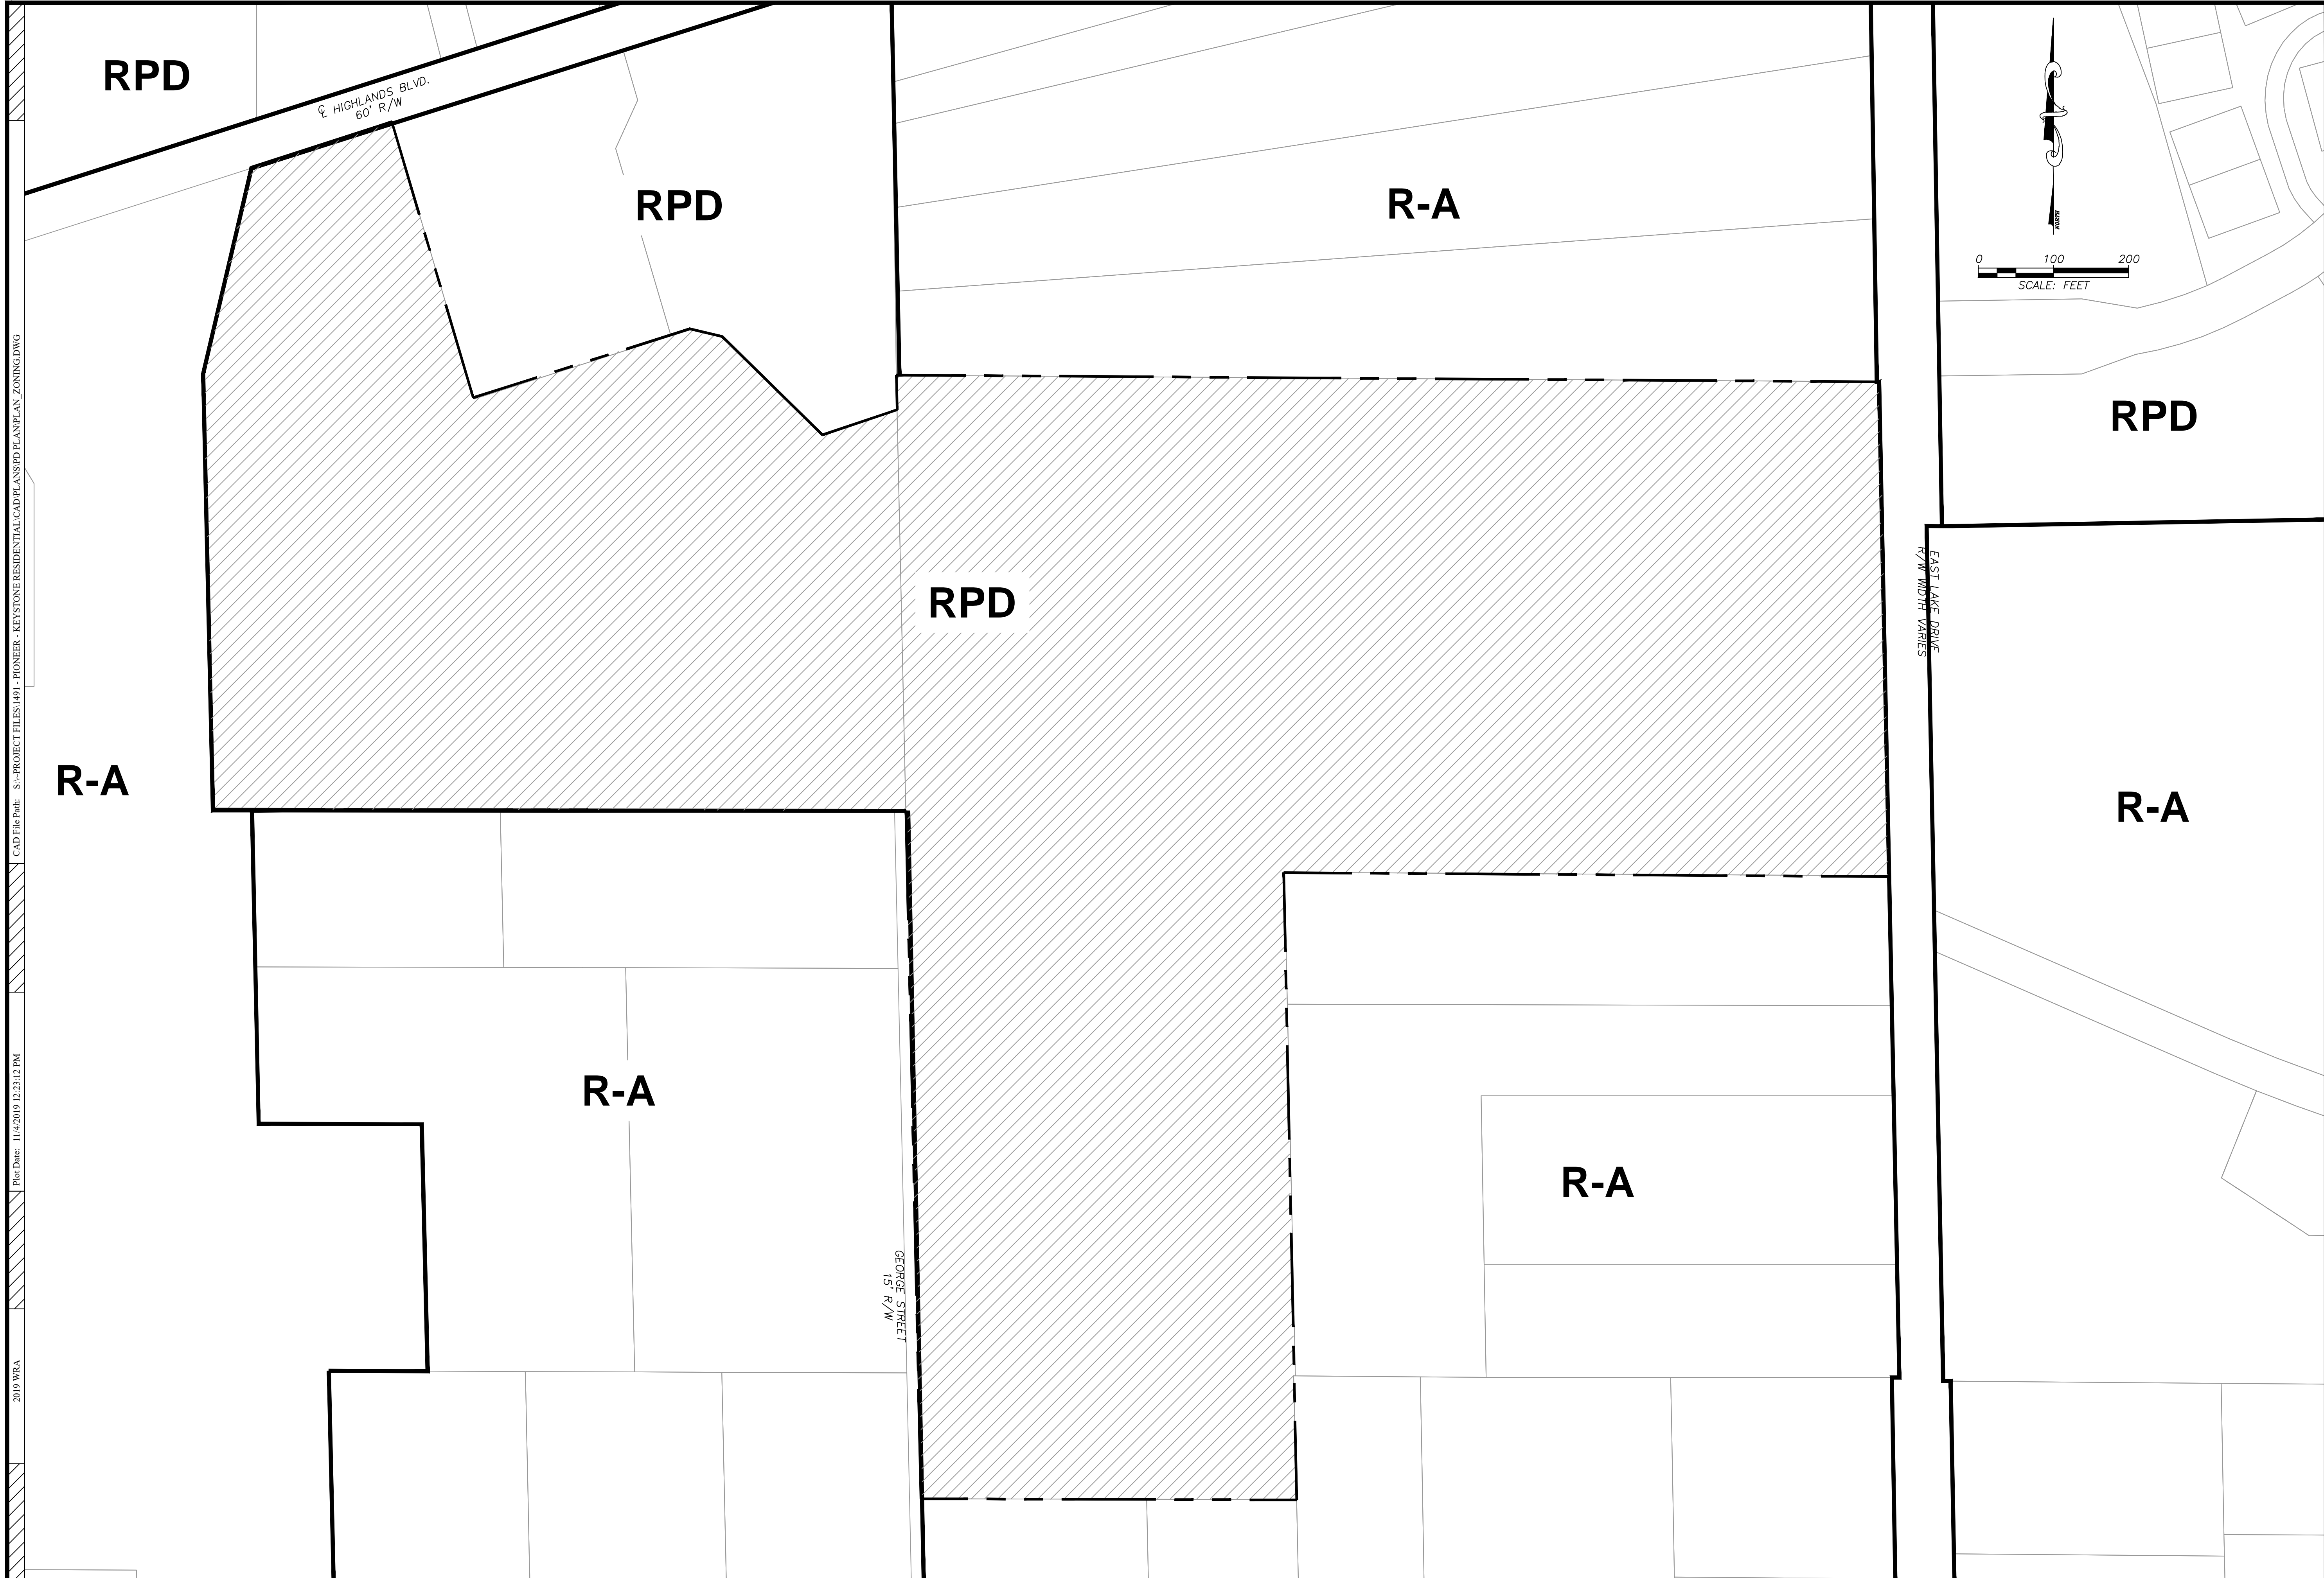 RPD
℄ HIGHLANDS BLVD.
60' R/W
RPD
R-A
NORTH
0 100 200
SCALE: FEET
RPD
RPD
EAST LAKE DRIVE
R/W WIDTH VARIES
R-A
R-A
R-A
R-A
GEORGE STREET
15' R/W
CAD File Path: S:\~PROJECT FILES\1491 - PIONEER - KEYSTONE RESIDENTIAL\CAD\PLANS\PD PLAN\PLAN_ZONING.DWG
Plot Date: 11/4/2019 12:23:12 PM
2019 WRA